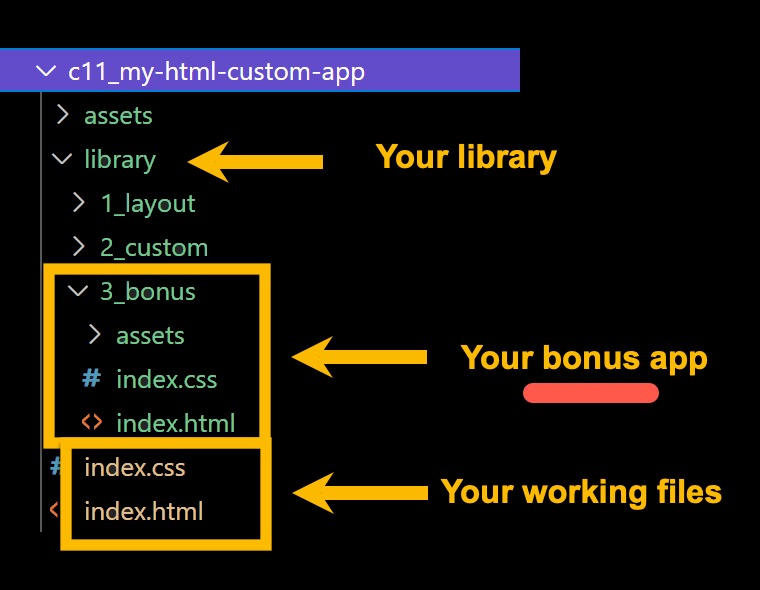 c11_my-html-custom-app
assets
library
Your library
1_layout
2_custom
3_bonus
assets
Your bonus app
# index.css
<> index.html
# index.css
Your working files
< index.html